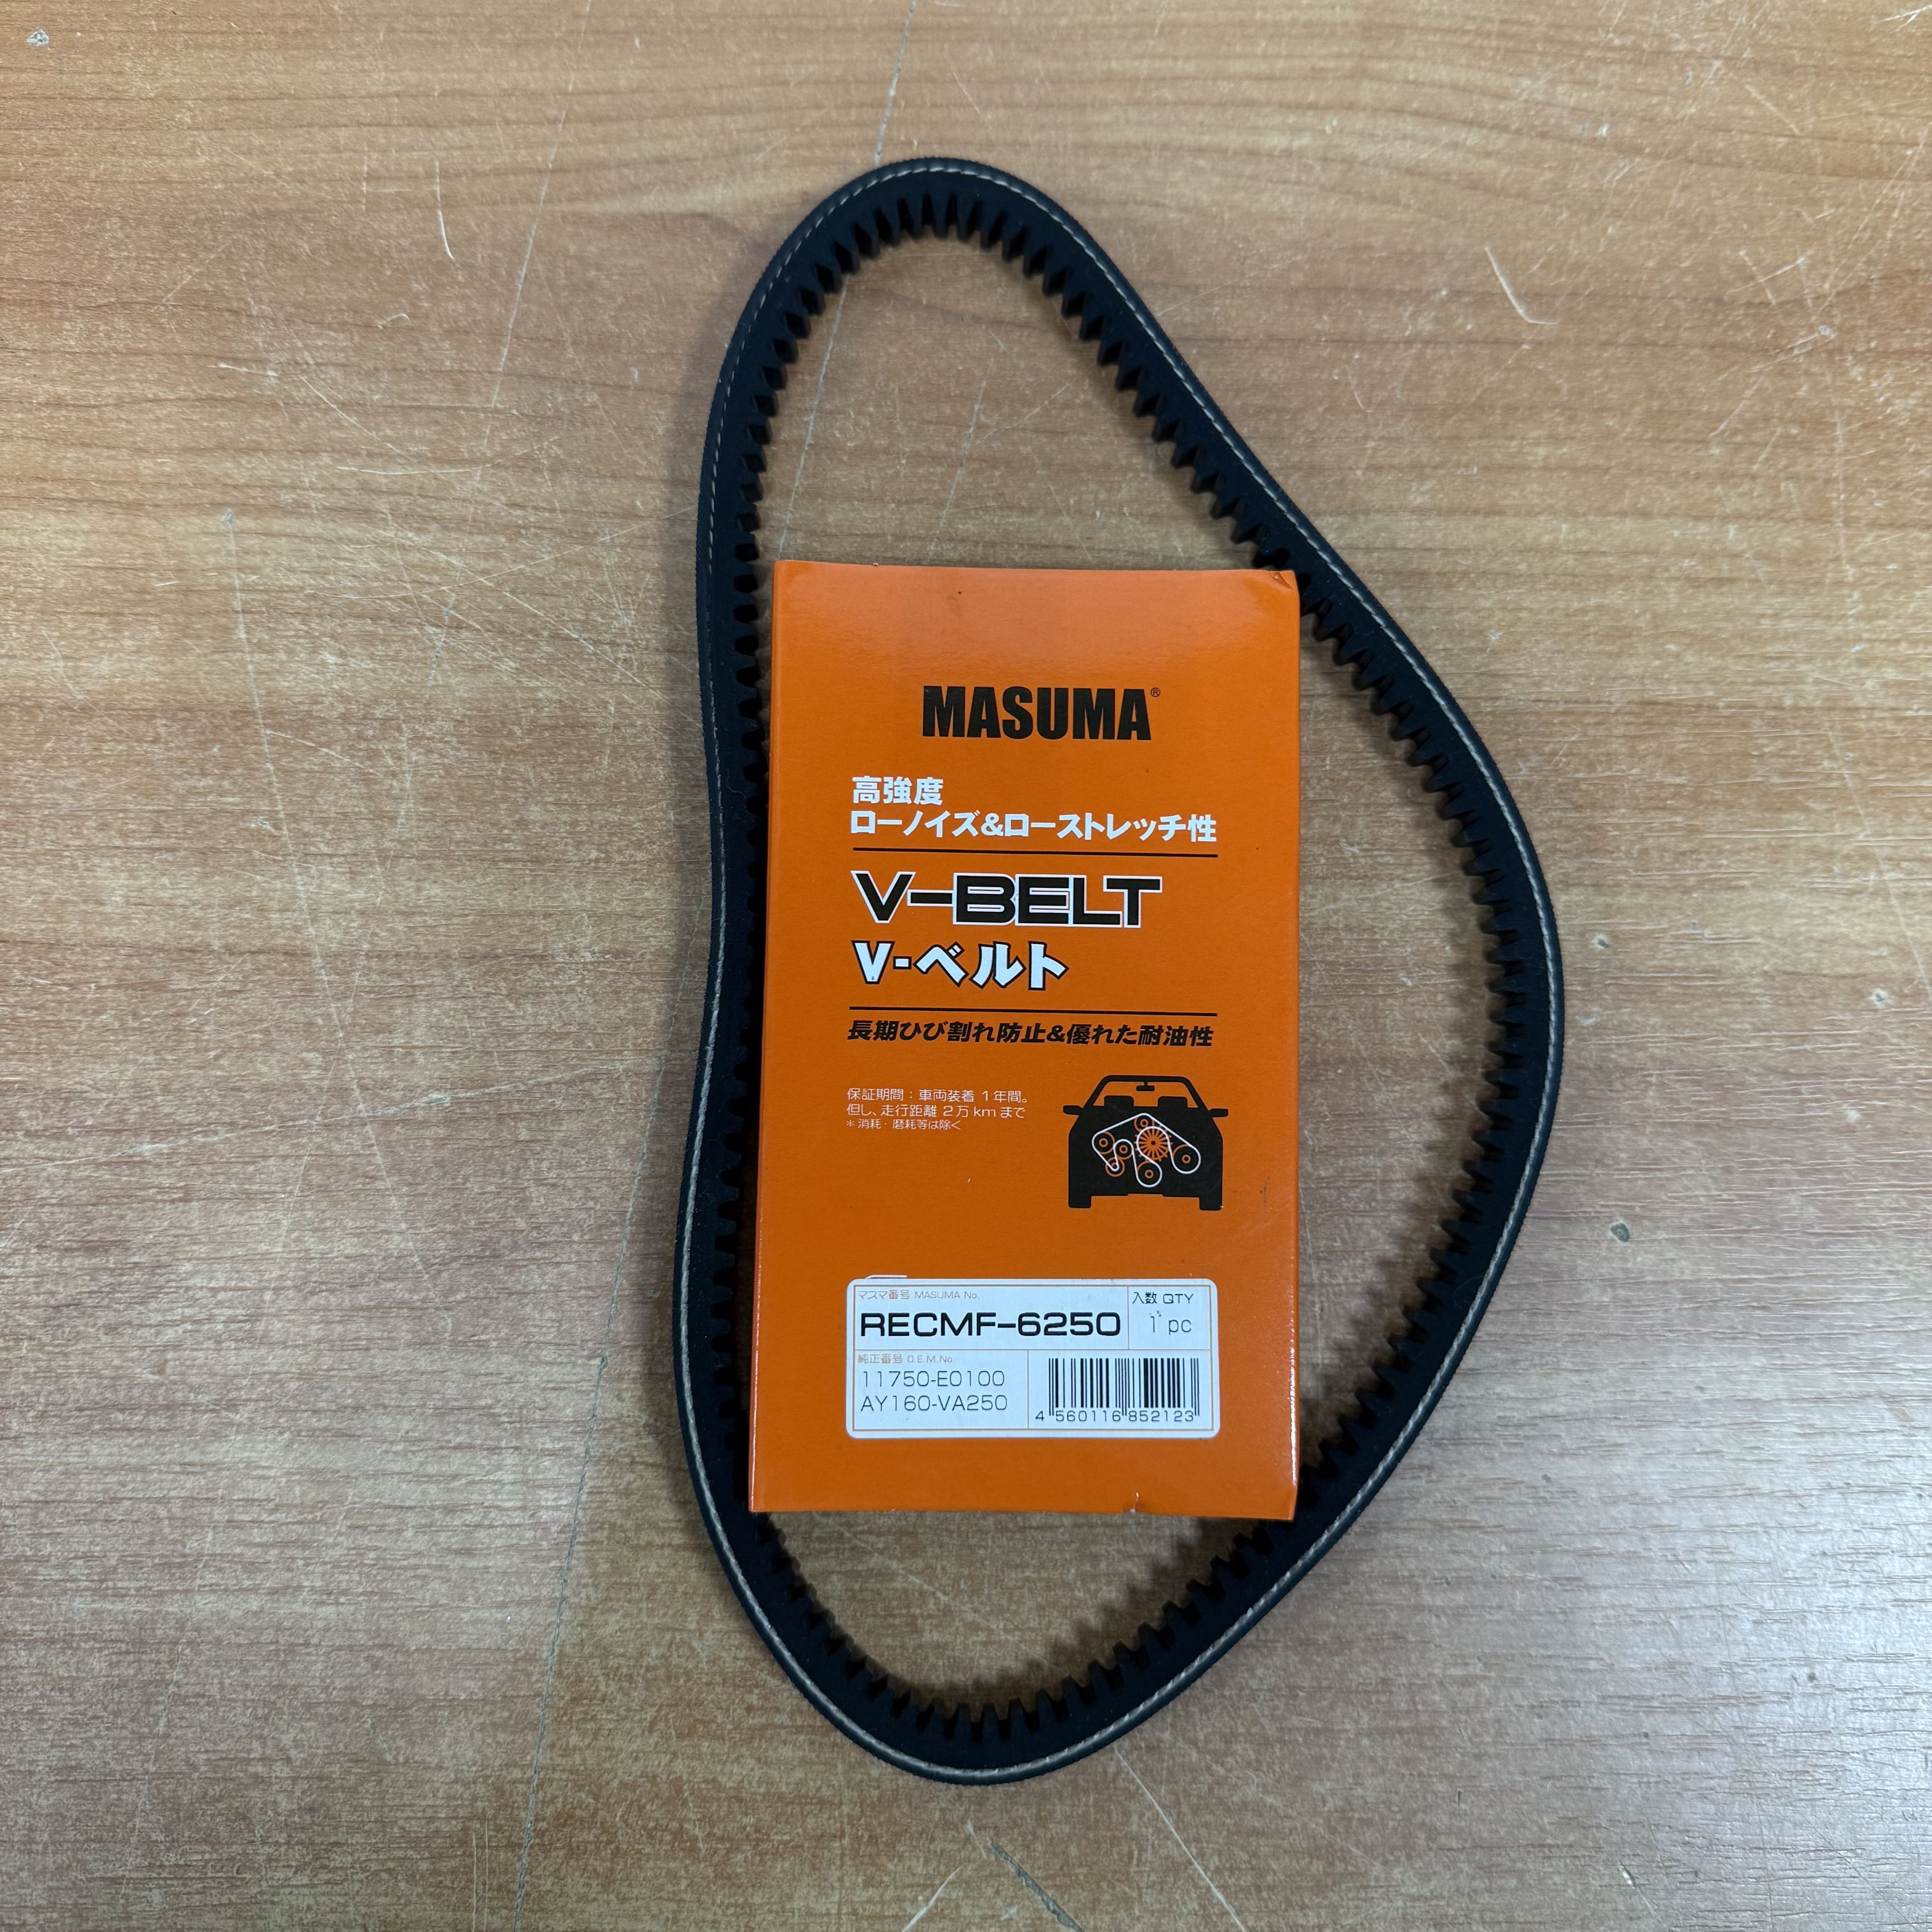 MASUMA®
高強度
ローノイズ&ローストレッチ性
V-BELT
V-ベルト
長期ひび割れ防止&優れた耐油性
保証期間：車両装着 1年間。
但し、走行距離 2万kmまで
＊消耗・磨耗等は除く
マスマ番号 MASUMA No.
入数 QTY
RECMF-6250
1 pc
純正番号 O.E.M.No.
11750-E0100
AY160-VA250
4 560116 852123